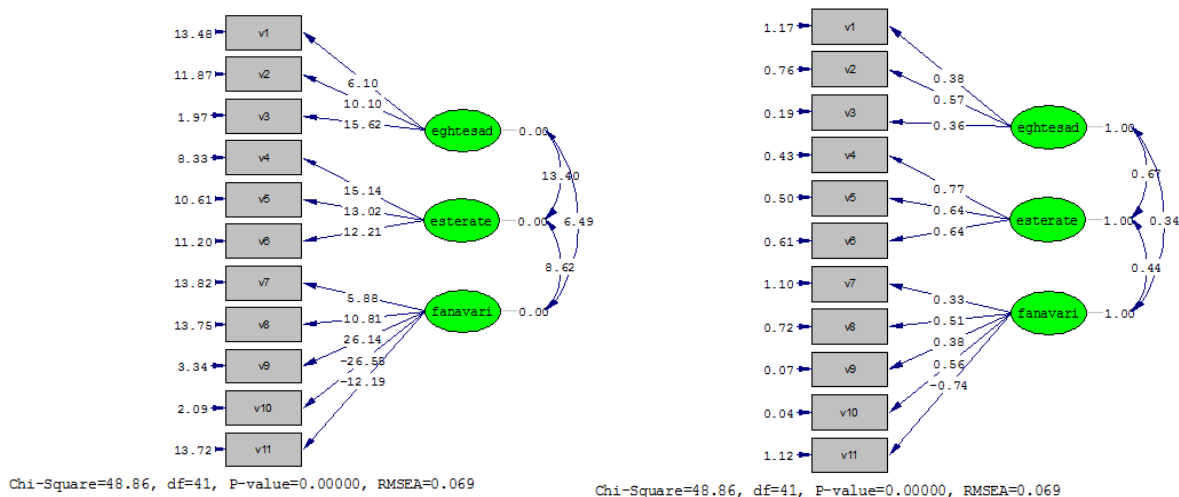 13.48 v1
11.87 v2
1.97 v3
8.33 v4
10.61 v5
11.20 v6
13.82 v7
13.75 v8
3.34 v9
2.09 v10
13.72 v11
6.10
10.10
15.62
15.14
13.02
12.21
5.88
10.81
26.14
-26.55
-12.19
eghtesad 0.00
esterate 0.00
fanavari 0.00
13.40
6.49
8.62
Chi-Square=48.86, df=41, P-value=0.00000, RMSEA=0.069
1.17 v1
0.76 v2
0.19 v3
0.43 v4
0.50 v5
0.61 v6
1.10 v7
0.72 v8
0.07 v9
0.04 v10
1.12 v11
0.38
0.57
0.36
0.77
0.64
0.64
0.33
0.51
0.38
0.56
-0.74
eghtesad 1.00
esterate 1.00
fanavari 1.00
0.67
0.34
0.44
Chi-Square=48.86, df=41, P-value=0.00000, RMSEA=0.069